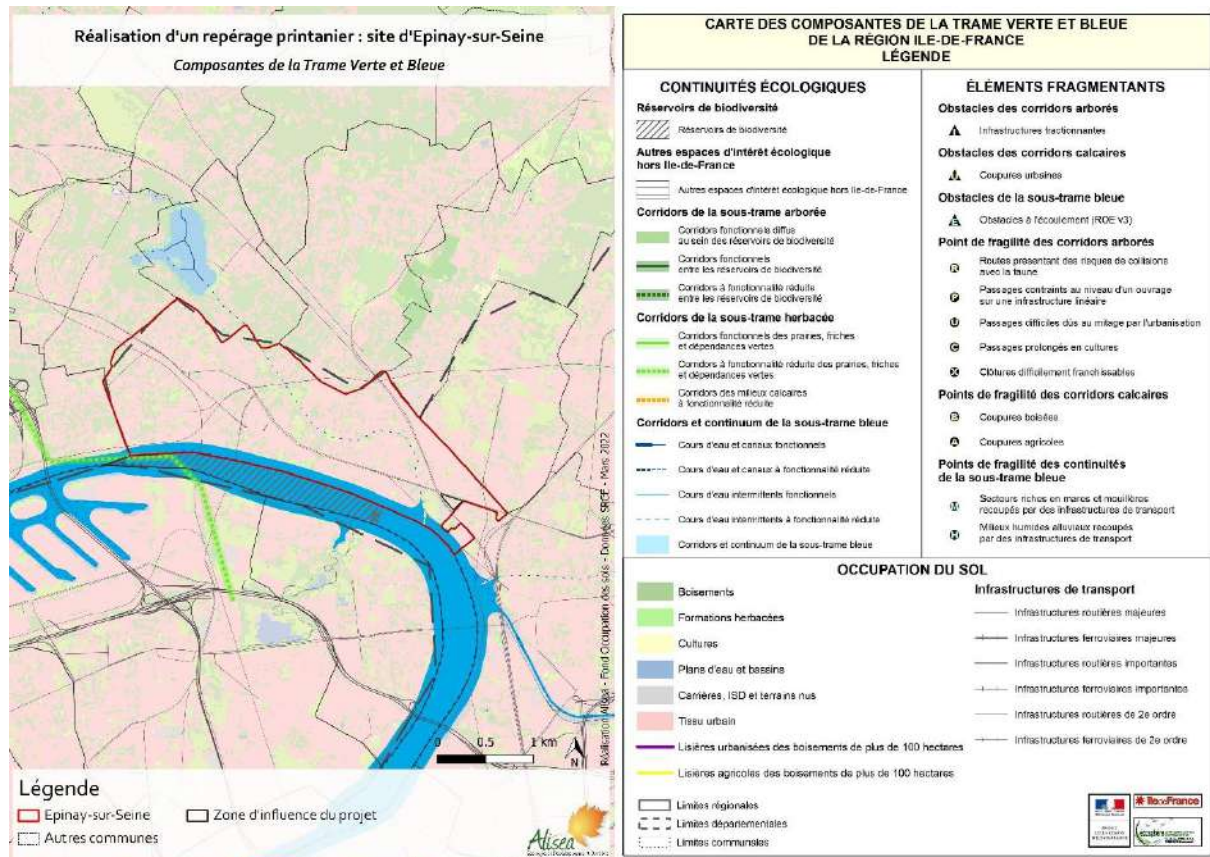 Réalisation d'un repérage printanier : site d'Epinay-sur-Seine
Composantes de la Trame Verte et Bleue
Réalisation Alisea - Fond Occupation des sols - Données SRCE - Mars 2022
0 0.5 1 km
N
Légende
Epinay-sur-Seine
Zone d'influence du projet
Autres communes
Alisea
CARTE DES COMPOSANTES DE LA TRAME VERTE ET BLEUE
DE LA RÉGION ILE-DE-FRANCE
LÉGENDE
CONTINUITÉS ÉCOLOGIQUES
Réservoirs de biodiversité
Réservoirs de biodiversité
Autres espaces d'intérêt écologique
hors Ile-de-France
Autres espaces d'intérêt écologique hors Ile-de-France
Corridors de la sous-trame arborée
Corridors fonctionnels diffus
au sein des réservoirs de biodiversité
Corridors fonctionnels
entre les réservoirs de biodiversité
Corridors à fonctionnalité réduite
entre les réservoirs de biodiversité
Corridors de la sous-trame herbacée
Corridors fonctionnels des prairies, friches
et dépendances vertes
Corridors à fonctionnalité réduite des prairies, friches
et dépendances vertes
Corridors des milieux calcaires
à fonctionnalité réduite
Corridors et continuum de la sous-trame bleue
Cours d'eau et canaux fonctionnels
Cours d'eau et canaux à fonctionnalité réduite
Cours d'eau intermittents fonctionnels
Cours d'eau intermittents à fonctionnalité réduite
Corridors et continuum de la sous-trame bleue
ÉLÉMENTS FRAGMENTANTS
Obstacles des corridors arborés
Infrastructures fractionnantes
Obstacles des corridors calcaires
Coupures urbaines
Obstacles de la sous-trame bleue
Obstacles à l'écoulement (ROE v3)
Point de fragilité des corridors arborés
Routes présentant des risques de collisions
avec la faune
Passages contraints au niveau d'un ouvrage
sur une infrastructure linéaire
Passages difficiles dûs au mitage par l'urbanisation
Passages prolongés en cultures
Clôtures difficilement franchissables
Points de fragilité des corridors calcaires
Coupures boisées
Coupures agricoles
Points de fragilité des continuités
de la sous-trame bleue
Secteurs riches en mares et mouillères
recoupés par des infrastructures de transport
Milieux humides alluviaux recoupés
par des infrastructures de transport
OCCUPATION DU SOL
Boisements
Formations herbacées
Cultures
Plans d'eau et bassins
Carrières, ISD et terrains nus
Tissu urbain
Lisières urbanisées des boisements de plus de 100 hectares
Lisières agricoles des boisements de plus de 100 hectares
Limites régionales
Limites départementales
Limites communales
Infrastructures de transport
Infrastructures routières majeures
Infrastructures ferroviaires majeures
Infrastructures routières importantes
Infrastructures ferroviaires importantes
Infrastructures routières de 2e ordre
Infrastructures ferroviaires de 2e ordre
îledeFrance